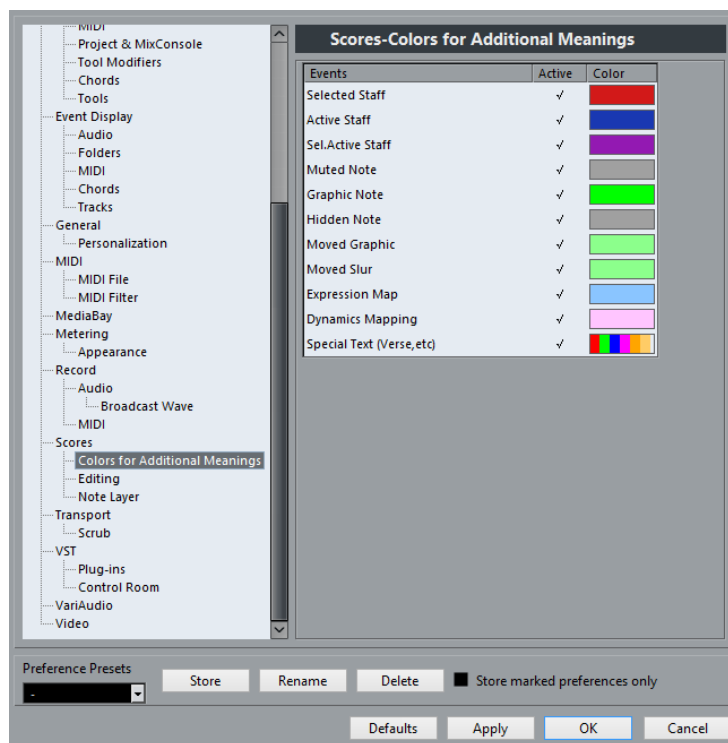 MIDI
Project & MixConsole
Tool Modifiers
Chords
Tools
Event Display
Audio
Folders
MIDI
Chords
Tracks
General
Personalization
MIDI
MIDI File
MIDI Filter
MediaBay
Metering
Appearance
Record
Audio
Broadcast Wave
MIDI
Scores
Colors for Additional Meanings
Editing
Note Layer
Transport
Scrub
VST
Plug-ins
Control Room
VariAudio
Video
Scores-Colors for Additional Meanings
Events Active Color
Selected Staff √
Active Staff √
Sel.Active Staff √
Muted Note √
Graphic Note √
Hidden Note √
Moved Graphic √
Moved Slur √
Expression Map √
Dynamics Mapping √
Special Text (Verse,etc) √
Preference Presets
-
Store Rename Delete Store marked preferences only
Defaults Apply OK Cancel